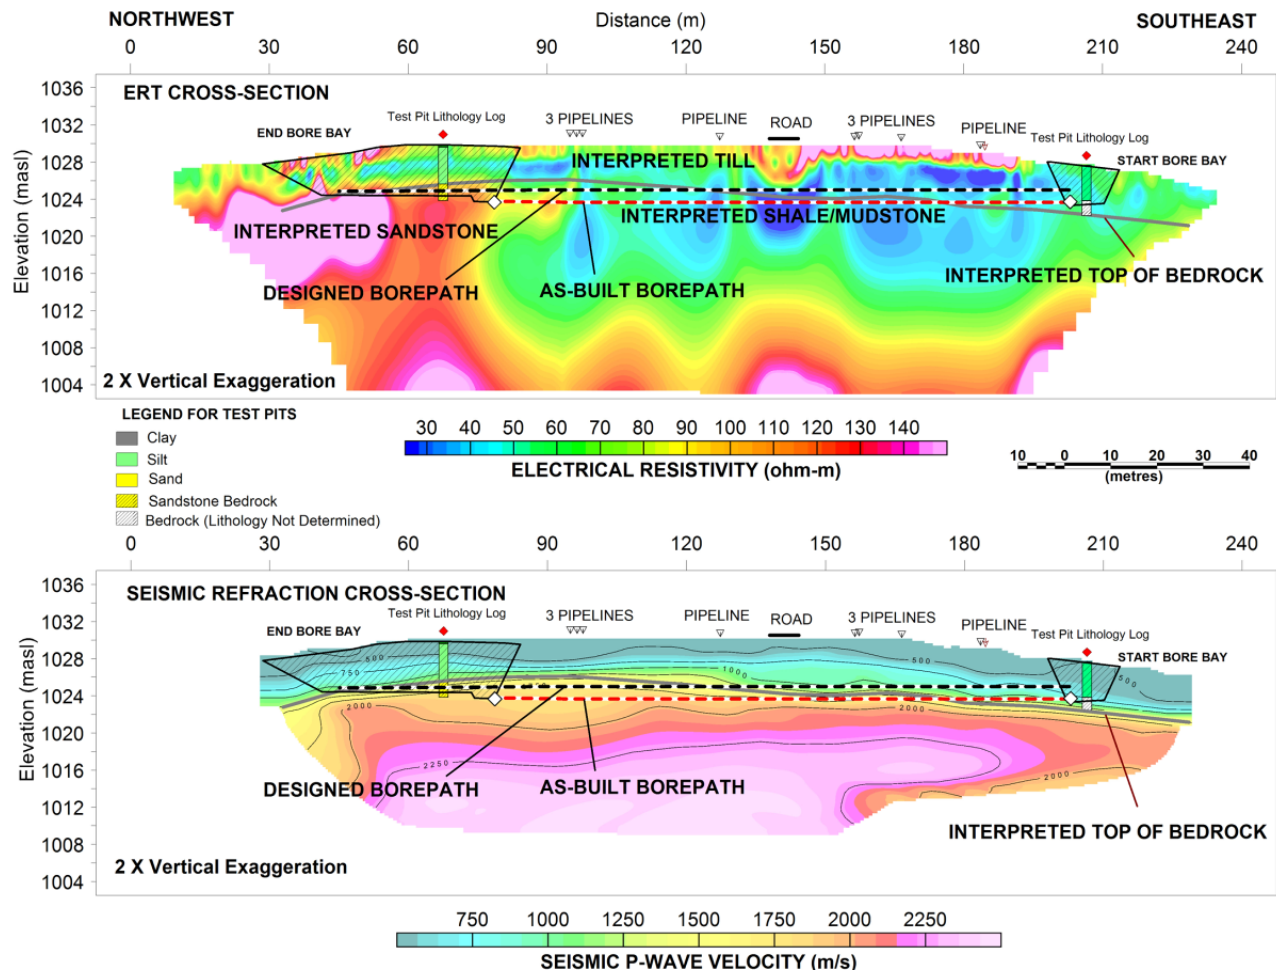 NORTHWEST
Distance (m)
SOUTHEAST
0 30 60 90 120 150 180 210 240
1036
1032
1028
1024
1020
1016
1012
1008
1004
Elevation (masl)
ERT CROSS-SECTION
Test Pit Lithology Log
3 PIPELINES
PIPELINE
ROAD
3 PIPELINES
PIPELINE
Test Pit Lithology Log
END BORE BAY
START BORE BAY
INTERPRETED TILL
INTERPRETED SANDSTONE
INTERPRETED SHALE/MUDSTONE
DESIGNED BOREPATH
AS-BUILT BOREPATH
INTERPRETED TOP OF BEDROCK
2 X Vertical Exaggeration
LEGEND FOR TEST PITS
Clay
Silt
Sand
Sandstone Bedrock
Bedrock (Lithology Not Determined)
30 40 50 60 70 80 90 100 110 120 130 140
ELECTRICAL RESISTIVITY (ohm-m)
10 0 10 20 30 40
(metres)
0 30 60 90 120 150 180 210 240
1036
1032
1028
1024
1020
1016
1012
1008
1004
Elevation (masl)
SEISMIC REFRACTION CROSS-SECTION
Test Pit Lithology Log
3 PIPELINES
PIPELINE
ROAD
3 PIPELINES
PIPELINE
Test Pit Lithology Log
END BORE BAY
START BORE BAY
500
750
500
500
2000
2000
2250
2000
DESIGNED BOREPATH
AS-BUILT BOREPATH
INTERPRETED TOP OF BEDROCK
2 X Vertical Exaggeration
750 1000 1250 1500 1750 2000 2250
SEISMIC P-WAVE VELOCITY (m/s)